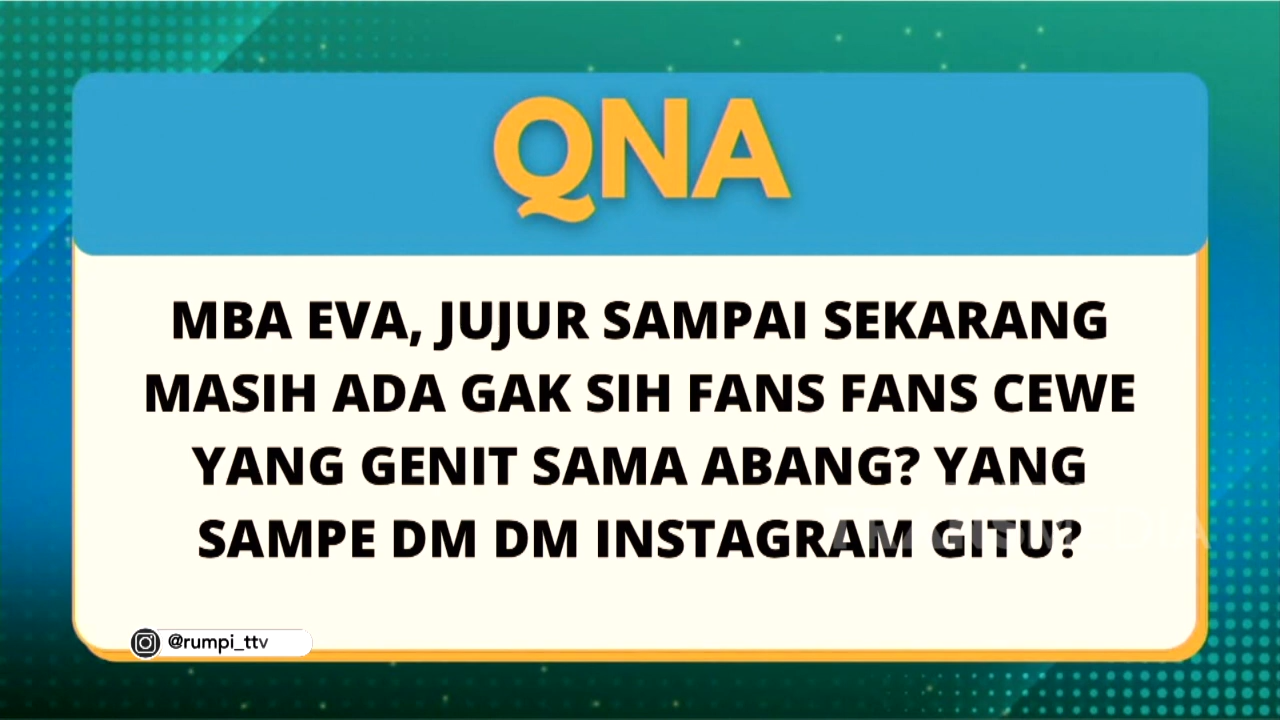 QNA
MBA EVA, JUJUR SAMPAI SEKARANG
MASIH ADA GAK SIH FANS FANS CEWE
YANG GENIT SAMA ABANG? YANG
SAMPE DM DM INSTAGRAM GITU?
@rumpi_ttv